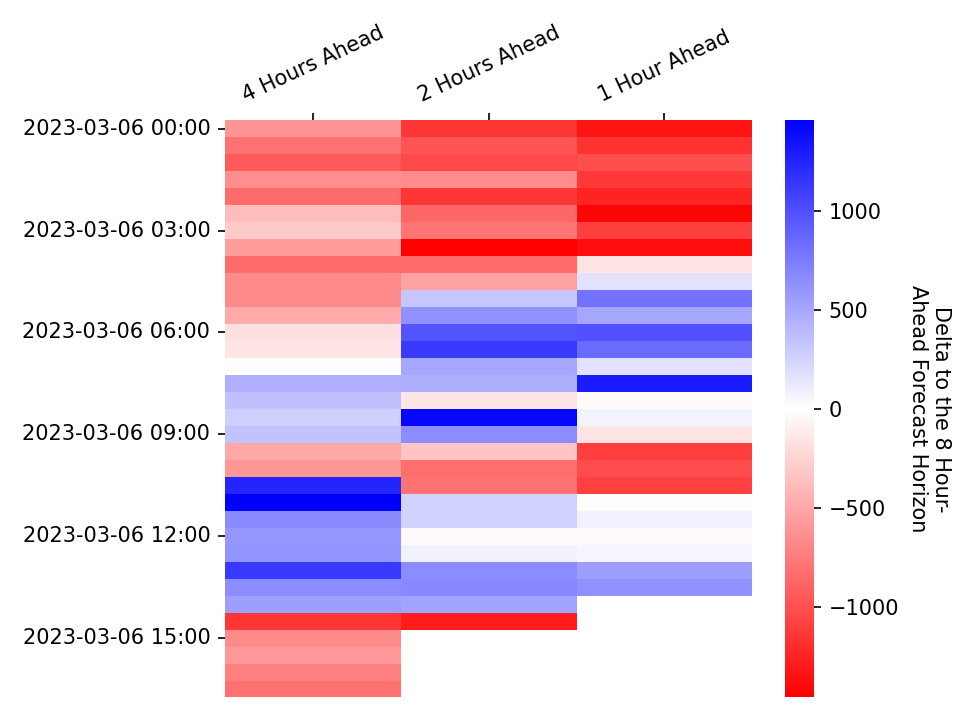 4 Hours Ahead
2 Hours Ahead
1 Hour Ahead
2023-03-06 00:00
2023-03-06 03:00
2023-03-06 06:00
2023-03-06 09:00
2023-03-06 12:00
2023-03-06 15:00
1000
500
0
−500
−1000
Delta to the 8 Hour-
Ahead Forecast Horizon